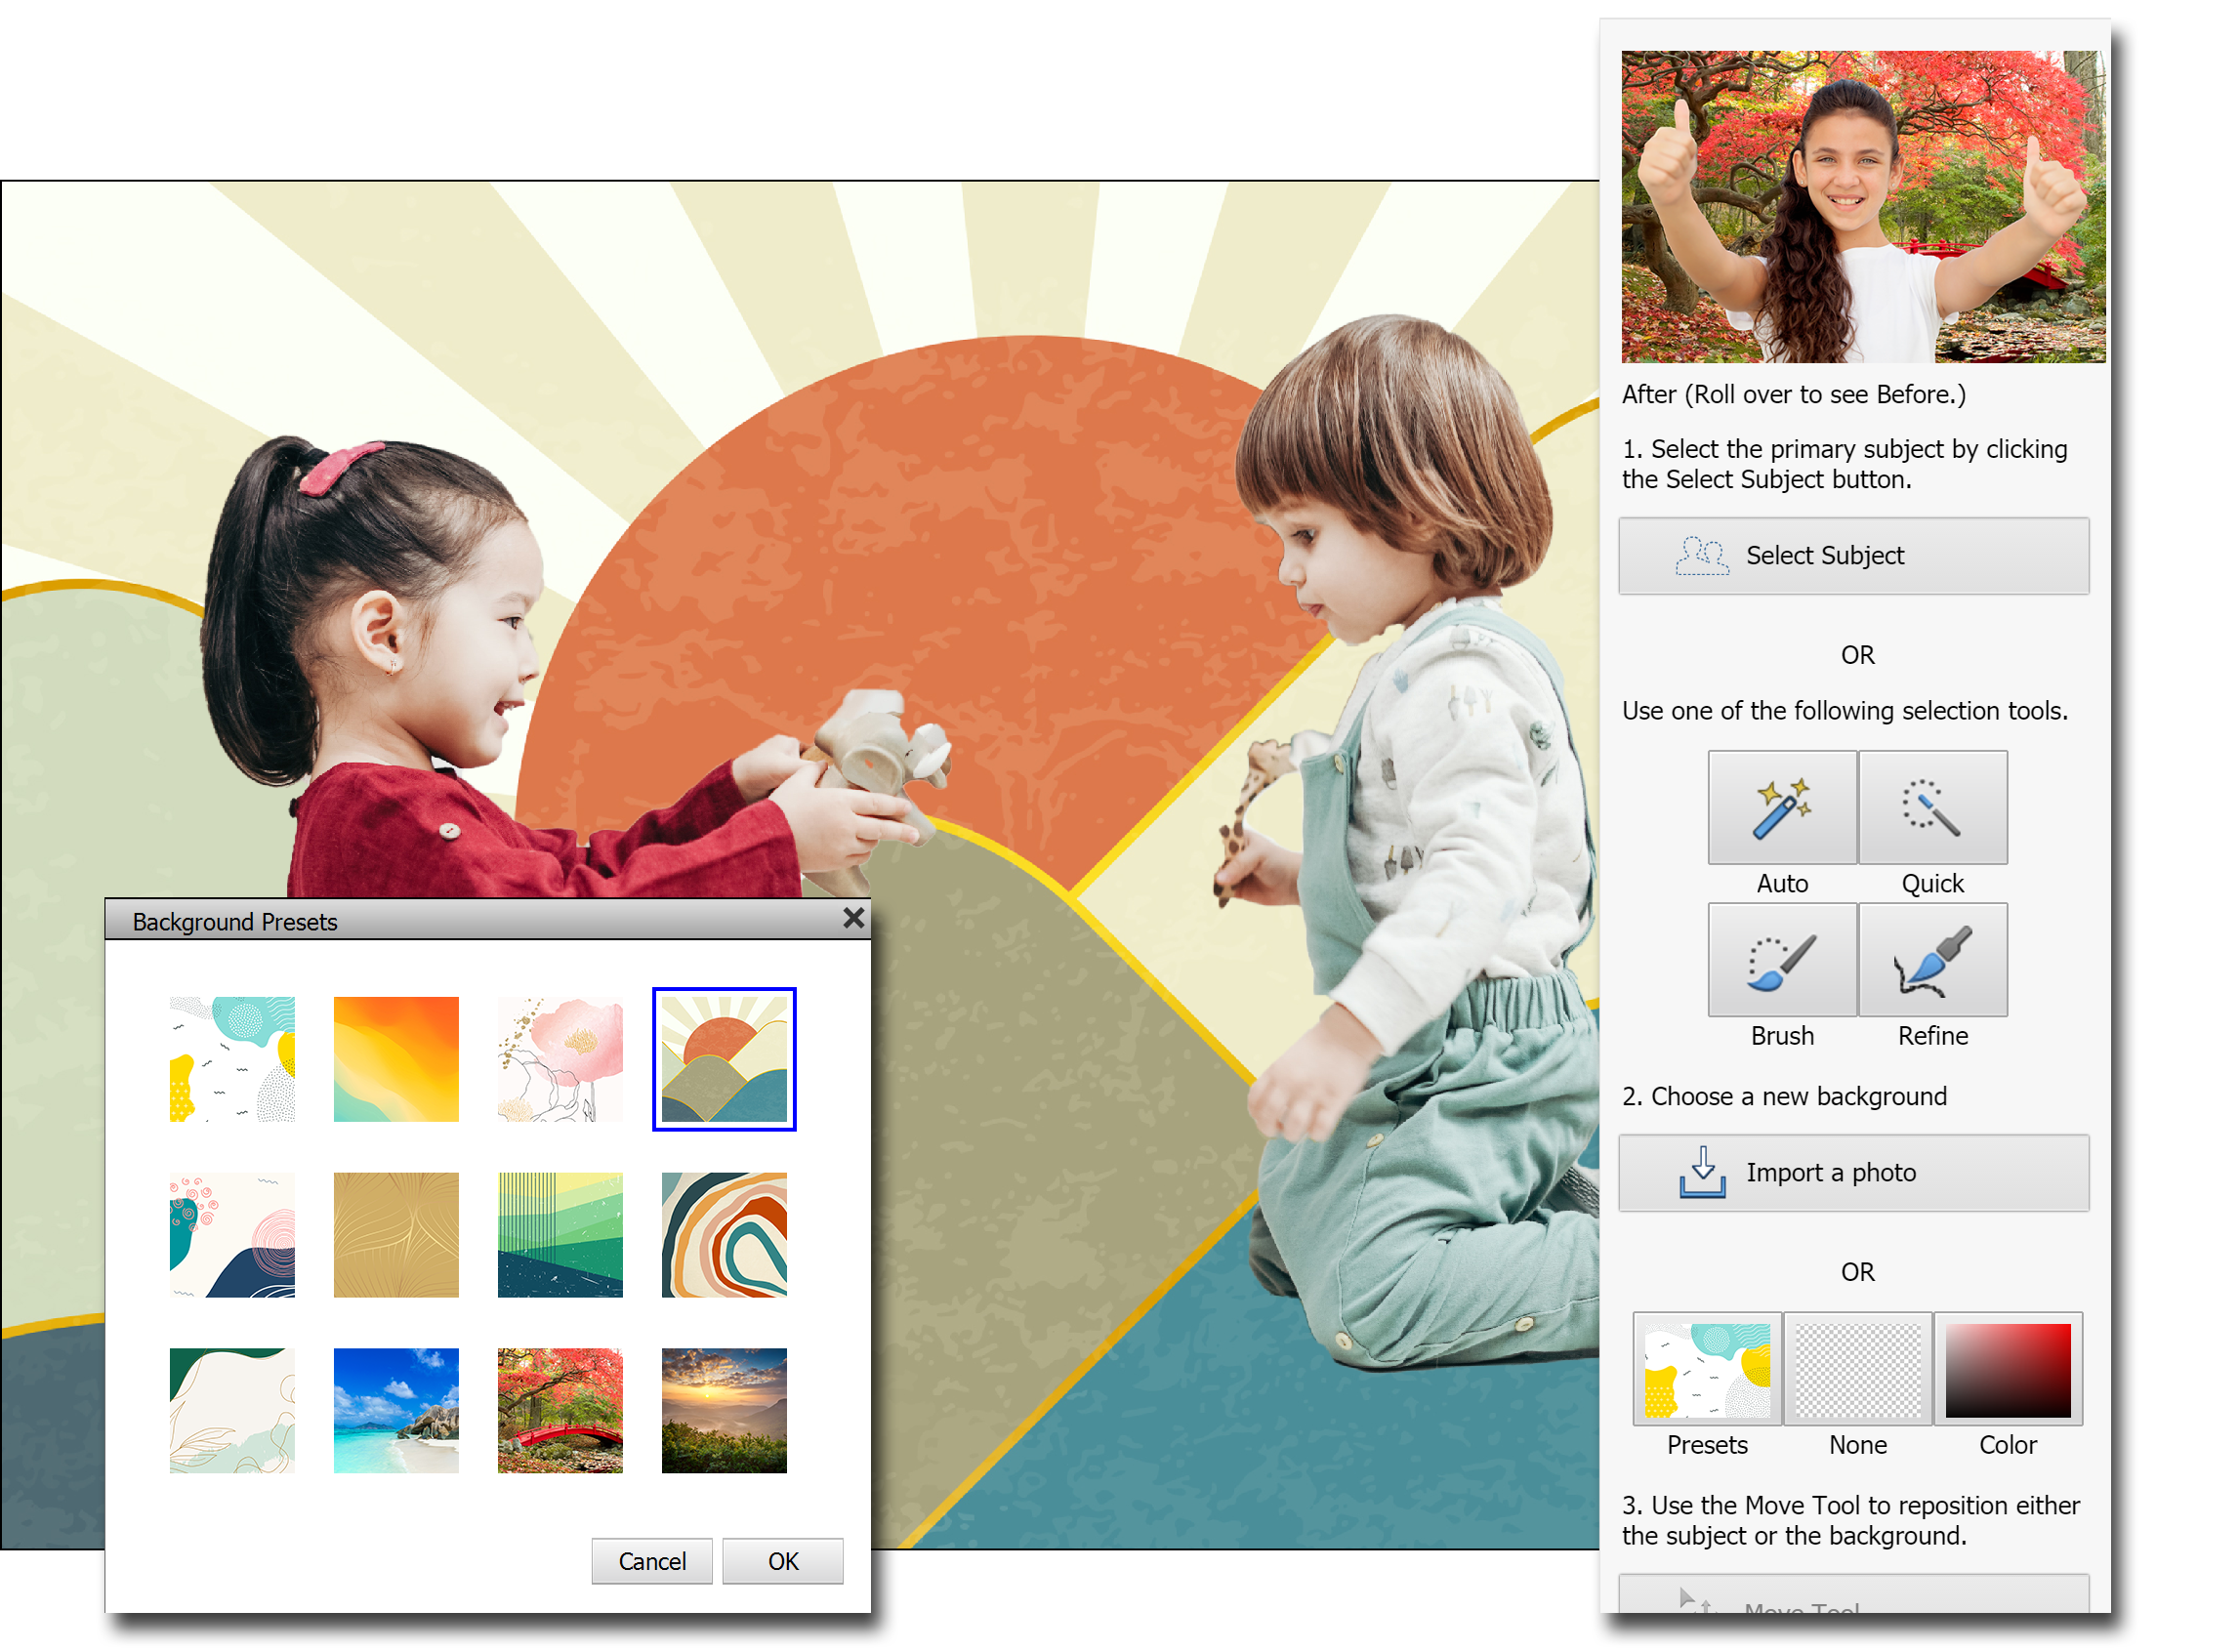 After (Roll over to see Before.)
1. Select the primary subject by clicking
the Select Subject button.
Select Subject
OR
Use one of the following selection tools.
Auto
Quick
Brush
Refine
2. Choose a new background
Import a photo
OR
Presets
None
Color
3. Use the Move Tool to reposition either
the subject or the background.
Move Tool
Background Presets
Cancel
OK